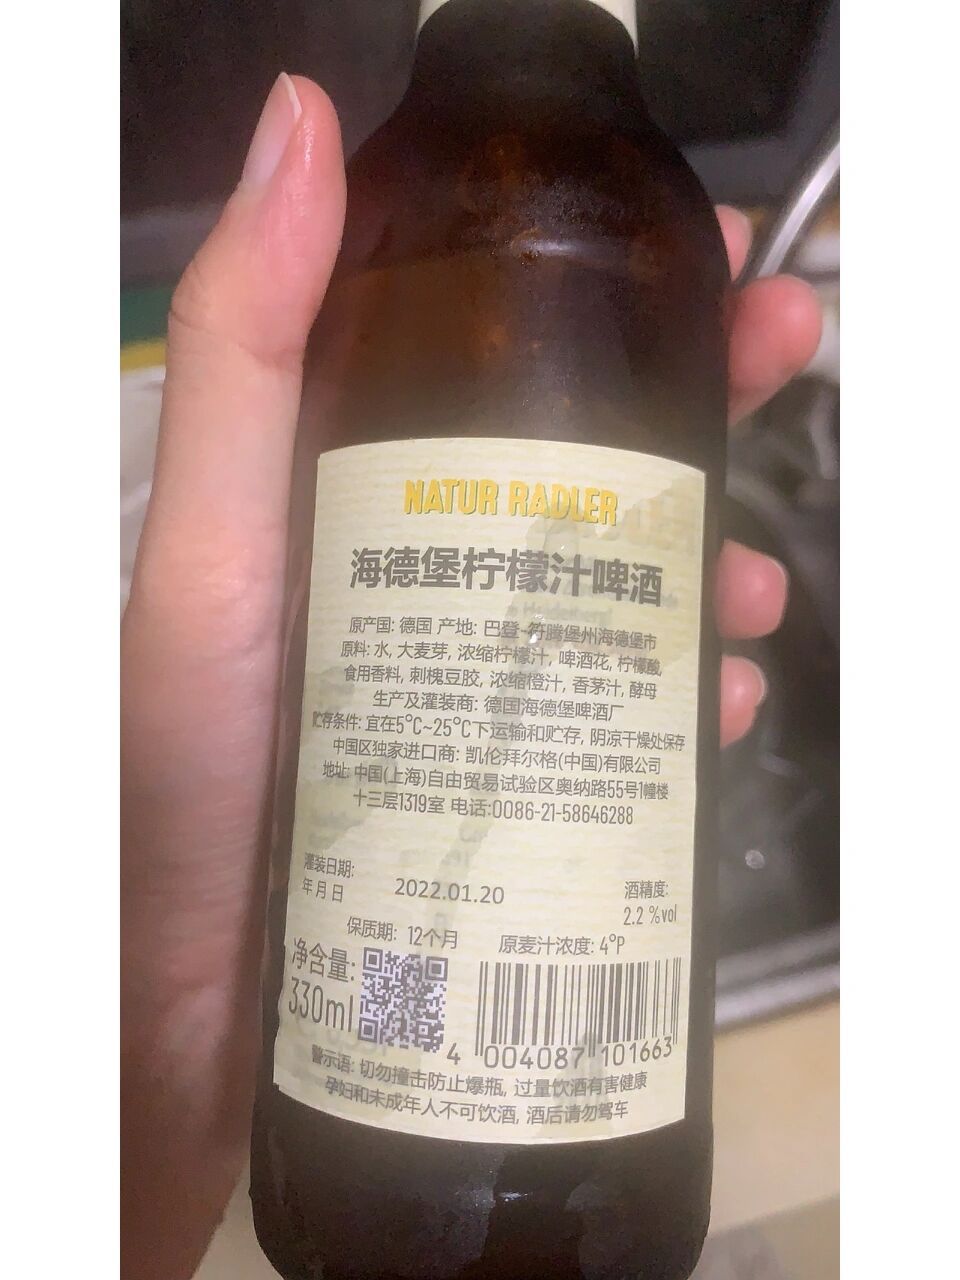 NATUR RADLER
海德堡柠檬汁啤酒
原产国: 德国 产地: 巴登-符腾堡州海德堡市
原料: 水, 大麦芽, 浓缩柠檬汁, 啤酒花, 柠檬酸,
食用香料, 刺槐豆胶, 浓缩橙汁, 香茅汁, 酵母
生产及灌装商: 德国海德堡啤酒厂
贮存条件: 宜在5℃~25℃下运输和贮存, 阴凉干燥处保存
中国区独家进口商: 凯伦拜尔格(中国)有限公司
地址: 中国(上海)自由贸易试验区奥纳路55号1幢楼
十三层1319室 电话:0086-21-58646288
灌装日期:
年月日
2022.01.20
酒精度:
2.2 %vol
保质期: 12个月
原麦汁浓度: 4°P
净含量:
330ml
4 004087 101663
警示语: 切勿撞击防止爆瓶, 过量饮酒有害健康
孕妇和未成年人不可饮酒, 酒后请勿驾车